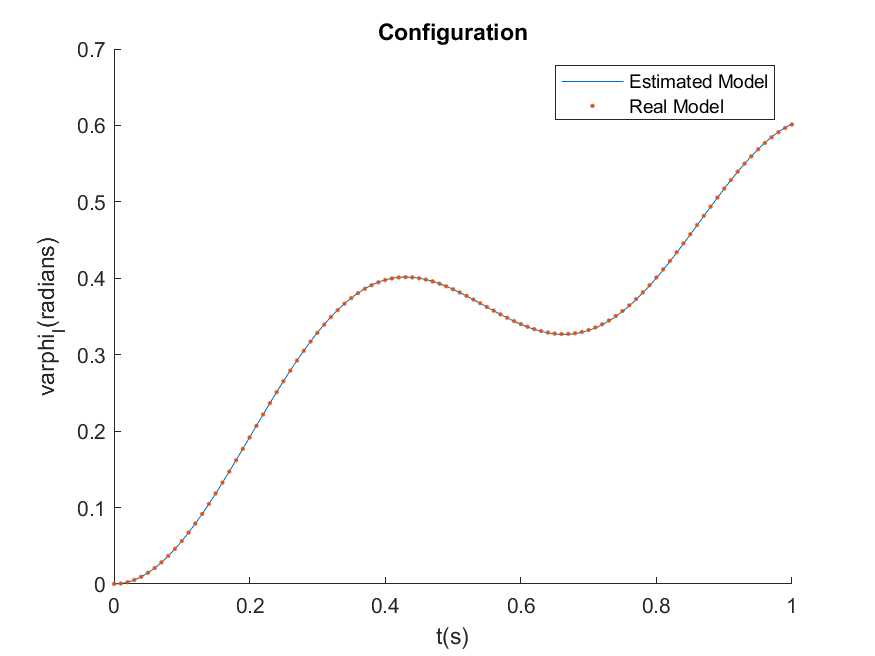 Configuration
0.7
0.6
0.5
0.4
0.3
0.2
0.1
0
varphi_l(radians)
Estimated Model
Real Model
0 0.2 0.4 0.6 0.8 1
t(s)